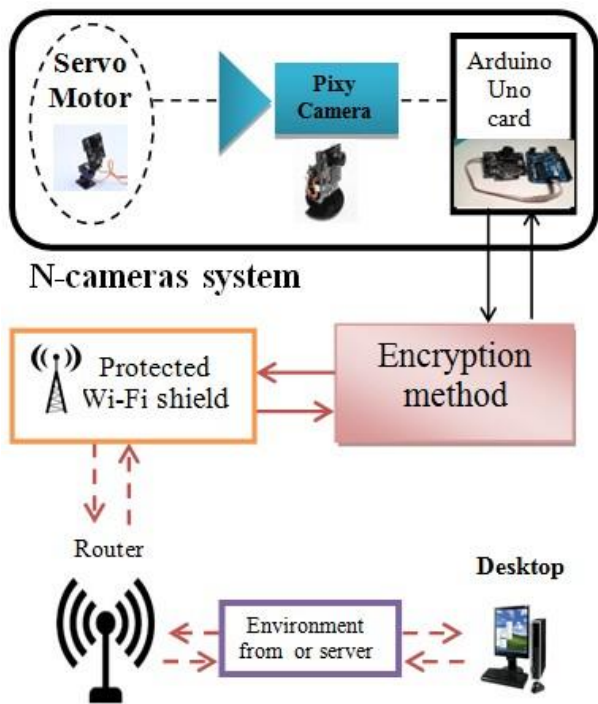 Servo
Motor
Pixy
Camera
Arduino
Uno
card
N-cameras system
Protected
Wi-Fi shield
Encryption
method
Router
Environment
from or server
Desktop